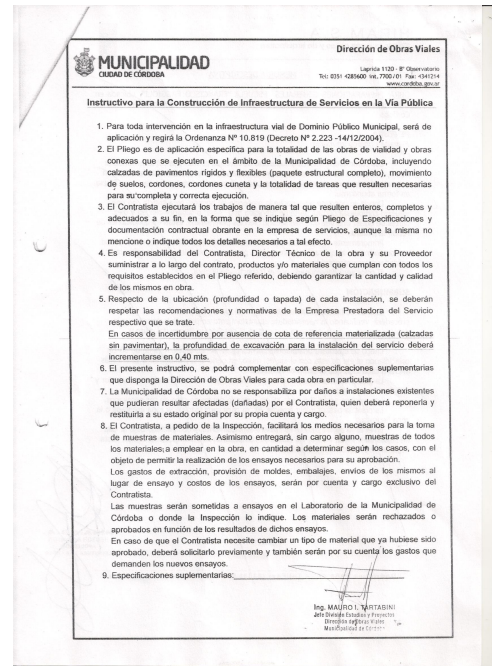 Dirección de Obras Viales
MUNICIPALIDAD
CIUDAD DE CÓRDOBA
Laprida 1120 - Bº Observatorio
Tel: 0351 4285600 Int. 7700/01 Fax: 4341214
www.cordoba.gov.ar
Instructivo para la Construcción de Infraestructura de Servicios en la Vía Pública
1. Para toda intervención en la infraestructura vial de Dominio Público Municipal, será de
aplicación y regirá la Ordenanza Nº 10.819 (Decreto Nº 2.223 -14/12/2004).
2. El Pliego es de aplicación específica para la totalidad de las obras de vialidad y obras
conexas que se ejecuten en el ámbito de la Municipalidad de Córdoba, incluyendo
calzadas de pavimentos rígidos y flexibles (paquete estructural completo), movimiento
de suelos, cordones, cordones cuneta y la totalidad de tareas que resulten necesarias
para su completa y correcta ejecución.
3. El Contratista ejecutará los trabajos de manera tal que resulten enteros, completos y
adecuados a su fin, en la forma que se indique según Pliego de Especificaciones y
documentación contractual obrante en la empresa de servicios, aunque la misma no
mencione o indique todos los detalles necesarios a tal efecto.
4. Es responsabilidad del Contratista, Director Técnico de la obra y su Proveedor
suministrar a lo largo del contrato, productos y/o materiales que cumplan con todos los
requisitos establecidos en el Pliego referido, debiendo garantizar la cantidad y calidad
de los mismos en obra.
5. Respecto de la ubicación (profundidad o tapada) de cada instalación, se deberán
respetar las recomendaciones y normativas de la Empresa Prestadora del Servicio
respectivo que se trate.
En casos de incertidumbre por ausencia de cota de referencia materializada (calzadas
sin pavimentar), la profundidad de excavación para la instalación del servicio deberá
incrementarse en 0,40 mts.
6. El presente instructivo, se podrá complementar con especificaciones suplementarias
que disponga la Dirección de Obras Viales para cada obra en particular.
7. La Municipalidad de Córdoba no se responsabiliza por daños a instalaciones existentes
que pudieran resultar afectadas (dañadas) por el Contratista, quien deberá reponerla y
restituirla a su estado original por su propia cuenta y cargo.
8. El Contratista, a pedido de la Inspección, facilitará los medios necesarios para la toma
de muestras de materiales. Asimismo entregará, sin cargo alguno, muestras de todos
los materiales a emplear en la obra, en cantidad a determinar según los casos, con el
objeto de permitir la realización de los ensayos necesarios para su aprobación.
Los gastos de extracción, provisión de moldes, embalajes, envíos de los mismos al
lugar de ensayo y costos de los ensayos, serán por cuenta y cargo exclusivo del
Contratista.
Las muestras serán sometidas a ensayos en el Laboratorio de la Municipalidad de
Córdoba o donde la Inspección lo indique. Los materiales serán rechazados o
aprobados en función de los resultados de dichos ensayos.
En caso de que el Contratista necesite cambiar un tipo de material que ya hubiese sido
aprobado, deberá solicitarlo previamente y también serán por su cuenta los gastos que
demanden los nuevos ensayos.
9. Especificaciones suplementarias:
Ing. MAURO I. TARTABINI
Jefe División Estudios y Proyectos
Dirección de Obras Viales
Municipalidad de Córdoba